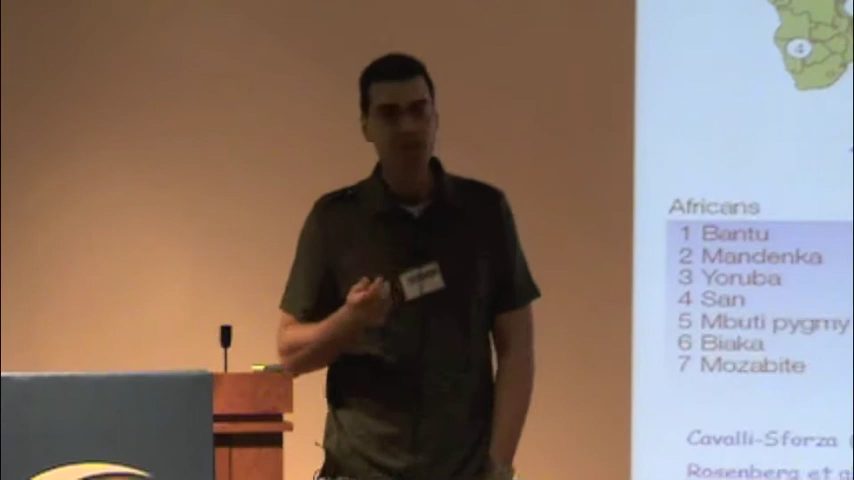 4
Africans
1 Bantu
2 Mandenka
3 Yoruba
4 San
5 Mbuti pygmy
6 Biaka
7 Mozabite
Cavalli-Sforza (
Rosenberg et a